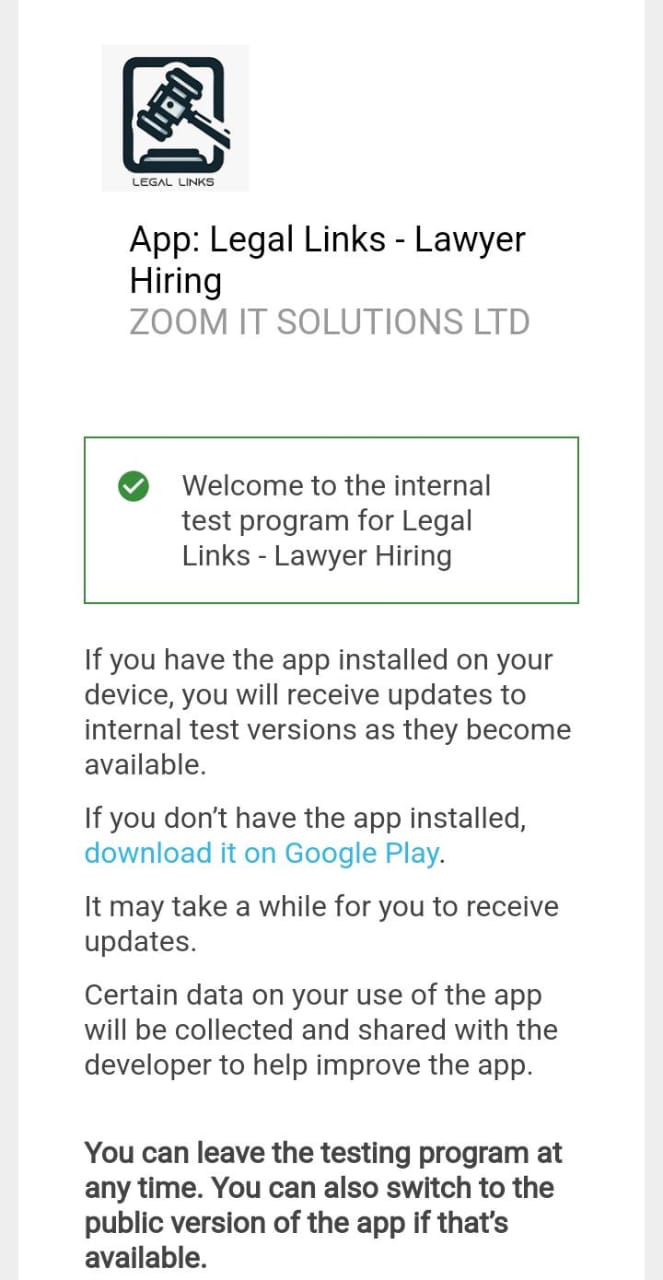 LEGAL LINKS
App: Legal Links - Lawyer
Hiring
ZOOM IT SOLUTIONS LTD
Welcome to the internal
test program for Legal
Links - Lawyer Hiring
If you have the app installed on your
device, you will receive updates to
internal test versions as they become
available.
If you don’t have the app installed,
download it on Google Play.
It may take a while for you to receive
updates.
Certain data on your use of the app
will be collected and shared with the
developer to help improve the app.
You can leave the testing program at
any time. You can also switch to the
public version of the app if that’s
available.